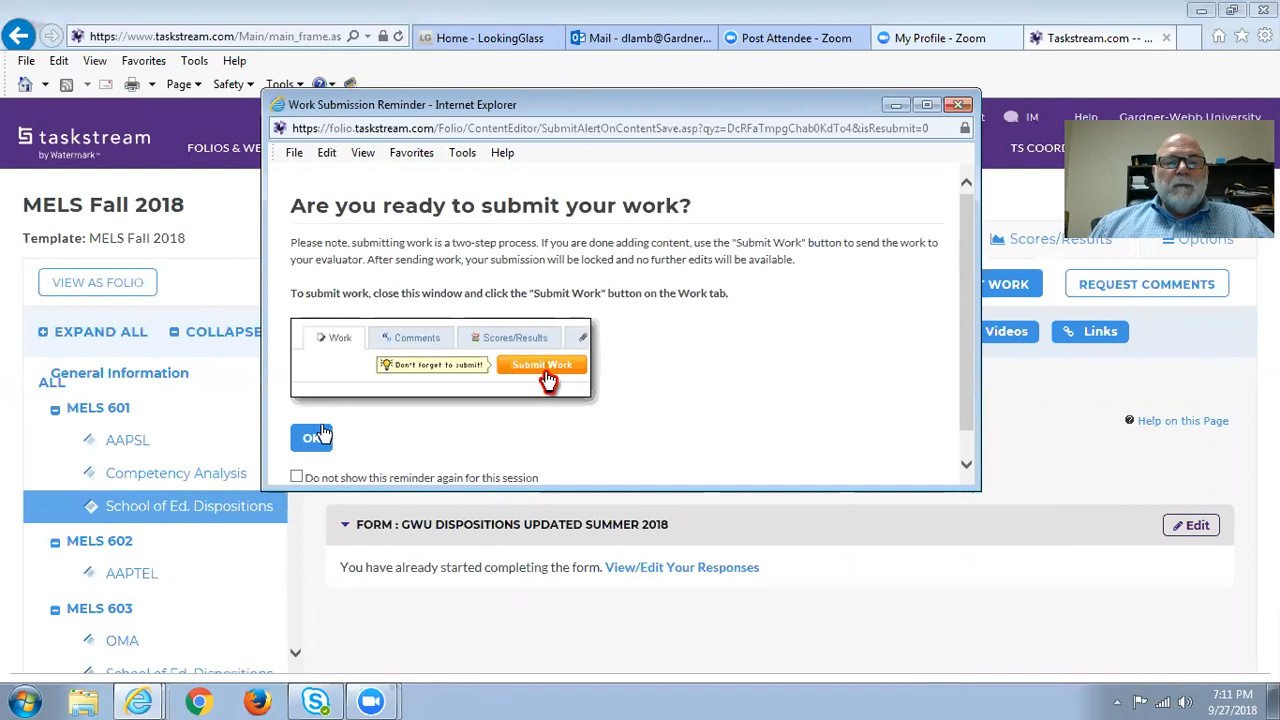 https://www.taskstream.com/Main/main_frame.as
Home - LookingGlass
Mail - dlamb@Gardner...
Post Attendee - Zoom
My Profile - Zoom
Taskstream.com -- ...
File Edit View Favorites Tools Help
Page Safety Tools
Work Submission Reminder - Internet Explorer
https://folio.taskstream.com/Folio/ContentEditor/SubmitAlertOnContentSave.asp?qyz=DcRFaTmpgChab0KdTo4&isResubmit=0
File Edit View Favorites Tools Help
taskstream
by Watermark™
FOLIOS & WE
IM
Gardner-Webb University
TS COORD
MELS Fall 2018
Template: MELS Fall 2018
VIEW AS FOLIO
EXPAND ALL
COLLAPSE
ALL
General Information
MELS 601
AAPSL
Competency Analysis
School of Ed. Dispositions
MELS 602
AAPTEL
MELS 603
OMA
School of Ed. Dispositions
Are you ready to submit your work?
Please note, submitting work is a two-step process. If you are done adding content, use the "Submit Work" button to send the work to
your evaluator. After sending work, your submission will be locked and no further edits will be available.
To submit work, close this window and click the "Submit Work" button on the Work tab.
Work
Comments
Scores/Results
Don't forget to submit!
Submit Work
OK
Do not show this reminder again for this session
Scores/Results
Options
WORK
REQUEST COMMENTS
Videos
Links
Help on this Page
FORM : GWU DISPOSITIONS UPDATED SUMMER 2018
Edit
You have already started completing the form. View/Edit Your Responses
7:11 PM
9/27/2018